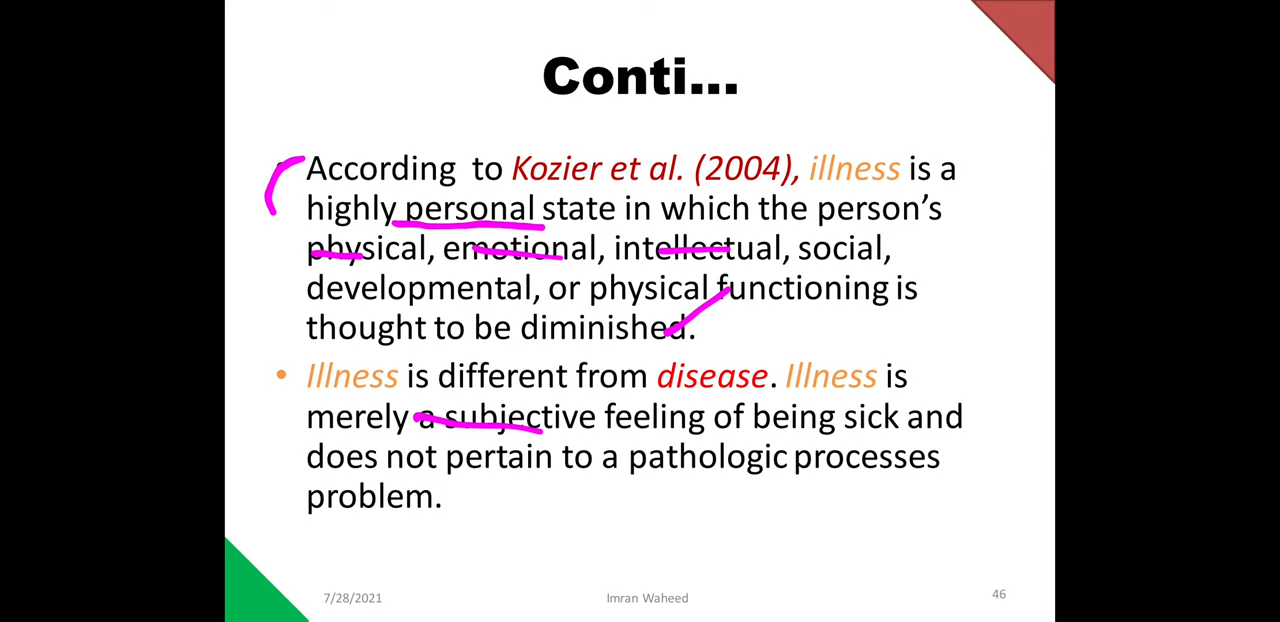 Conti...
According to Kozier et al. (2004), illness is a
highly personal state in which the person's
physical, emotional, intellectual, social,
developmental, or physical functioning is
thought to be diminished.
• Illness is different from disease. Illness is
merely a subjective feeling of being sick and
does not pertain to a pathologic processes
problem.
7/28/2021
Imran Waheed
46